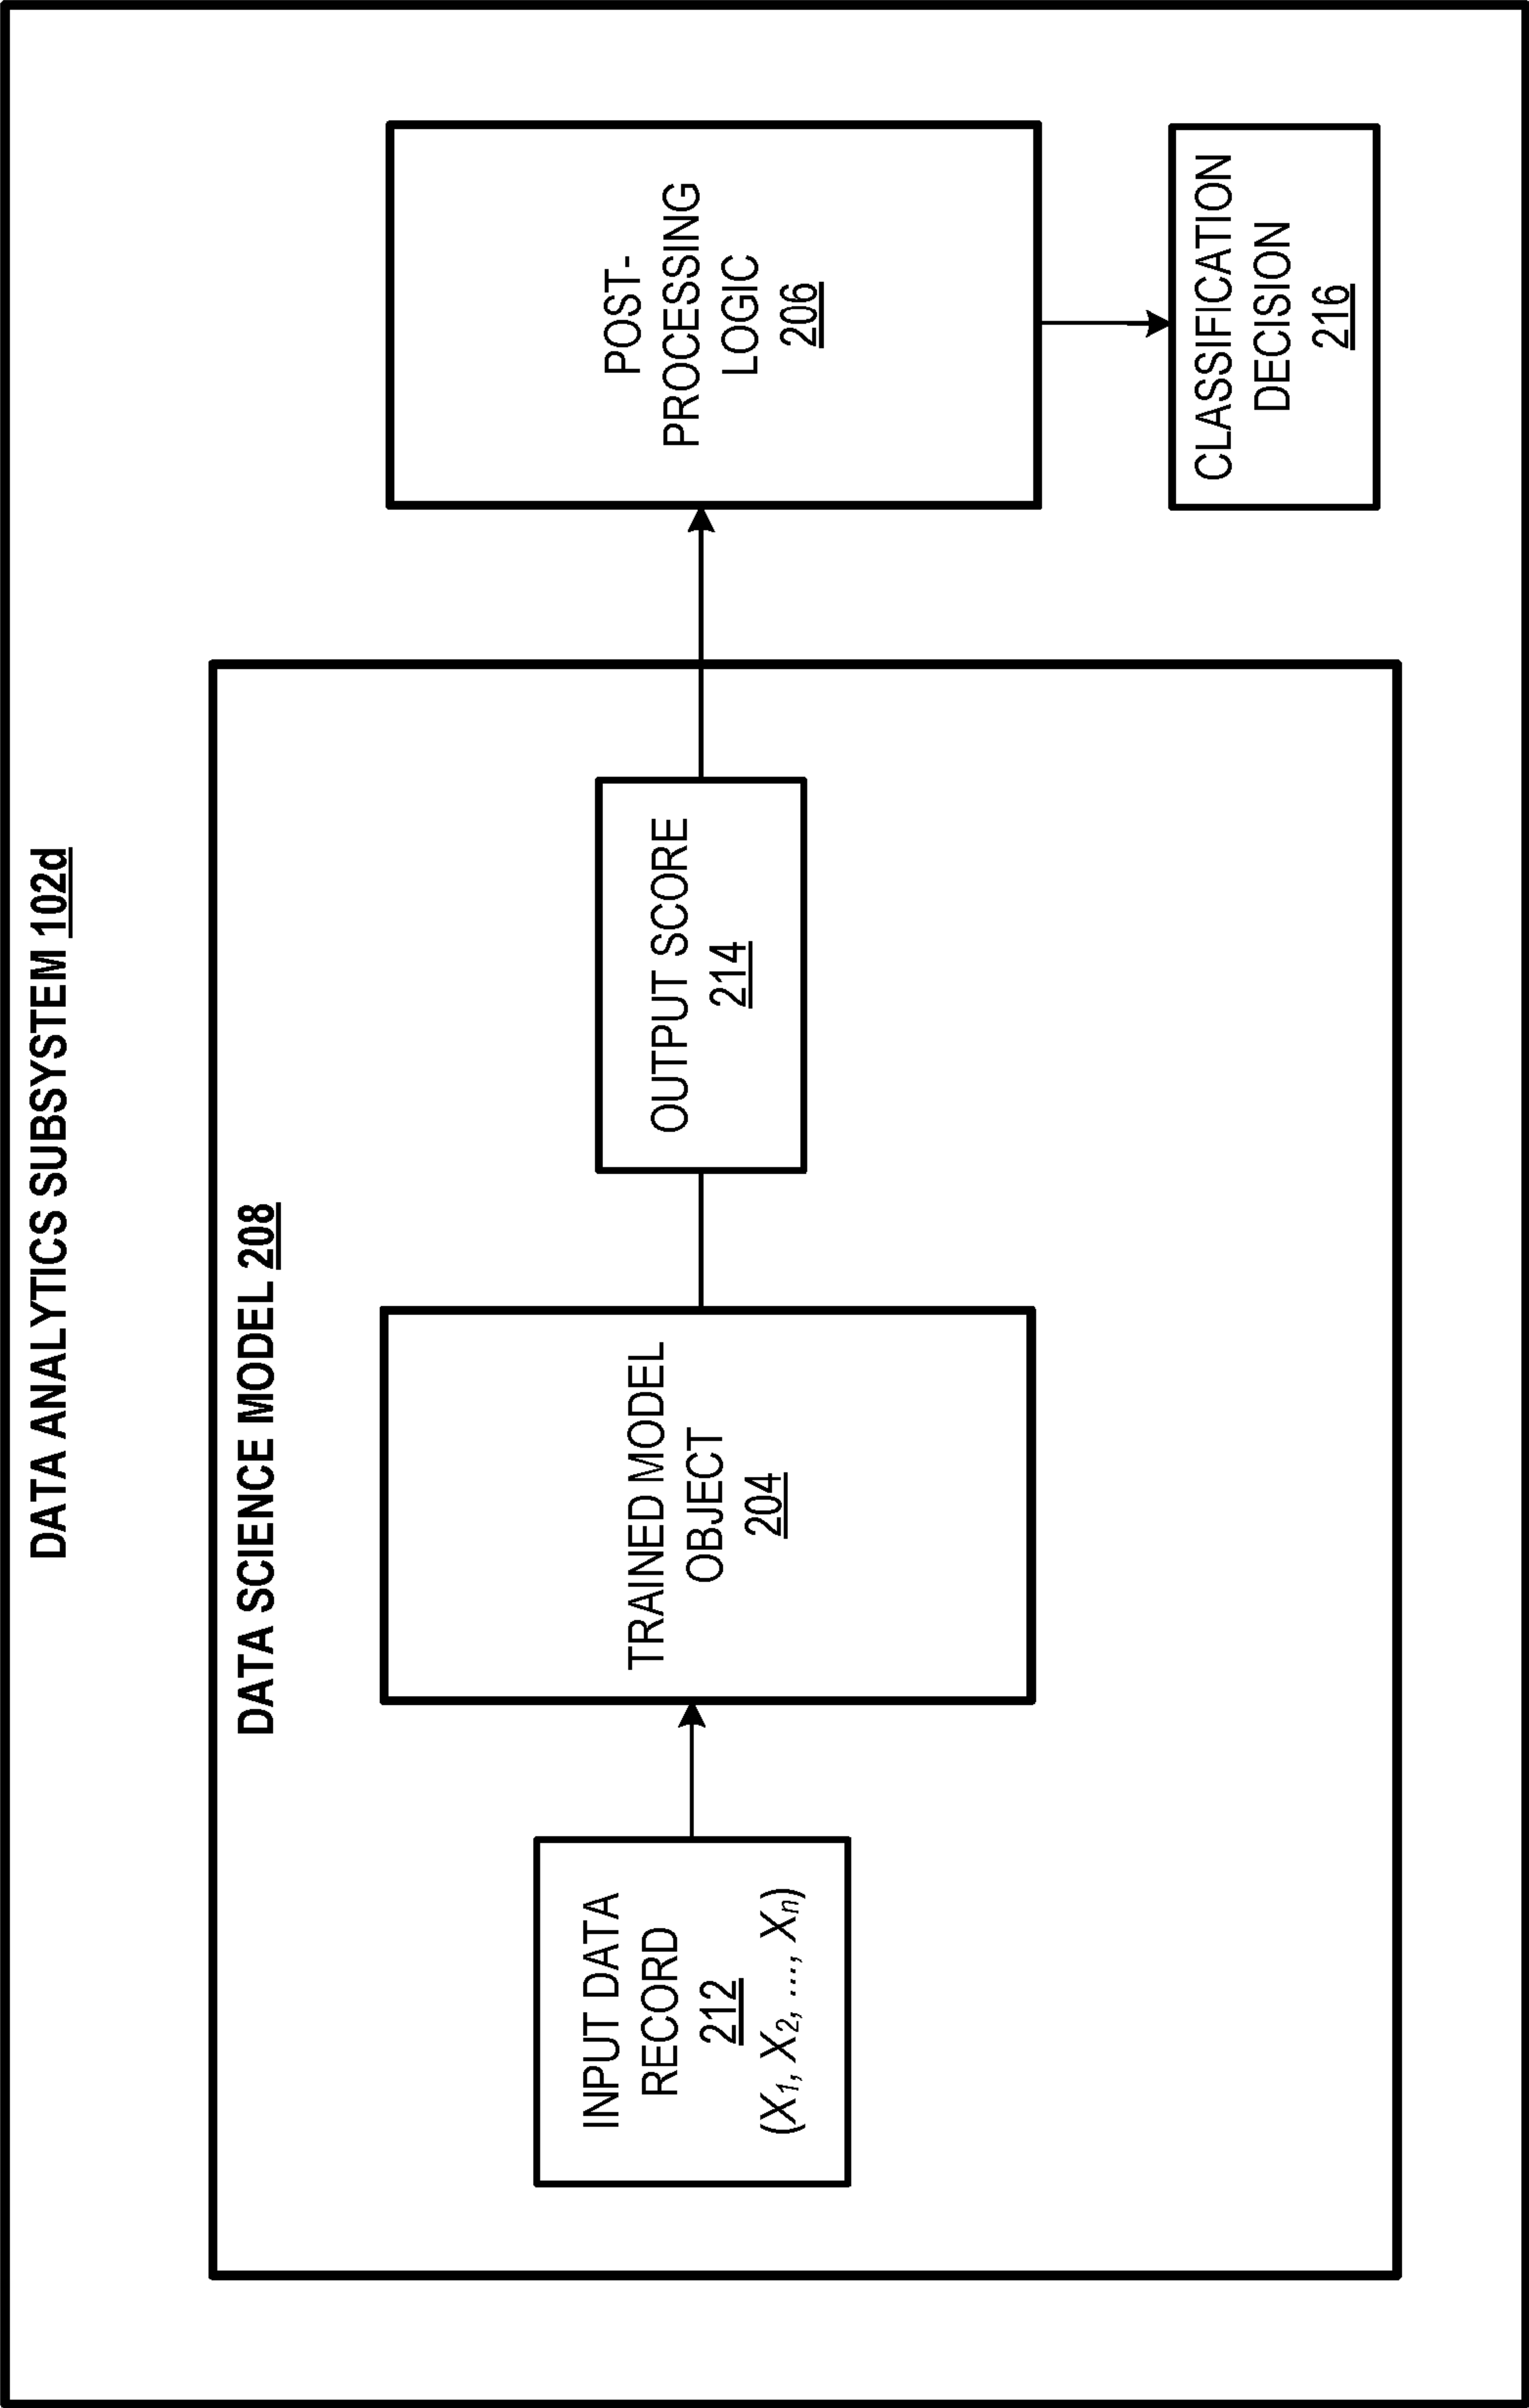 DATA ANALYTICS SUBSYSTEM 102d
DATA SCIENCE MODEL 208
INPUT DATA
RECORD
212
(X1, X2, ..., Xn)
TRAINED MODEL
OBJECT
204
OUTPUT SCORE
214
POST-
PROCESSING
LOGIC
206
CLASSIFICATION
DECISION
216